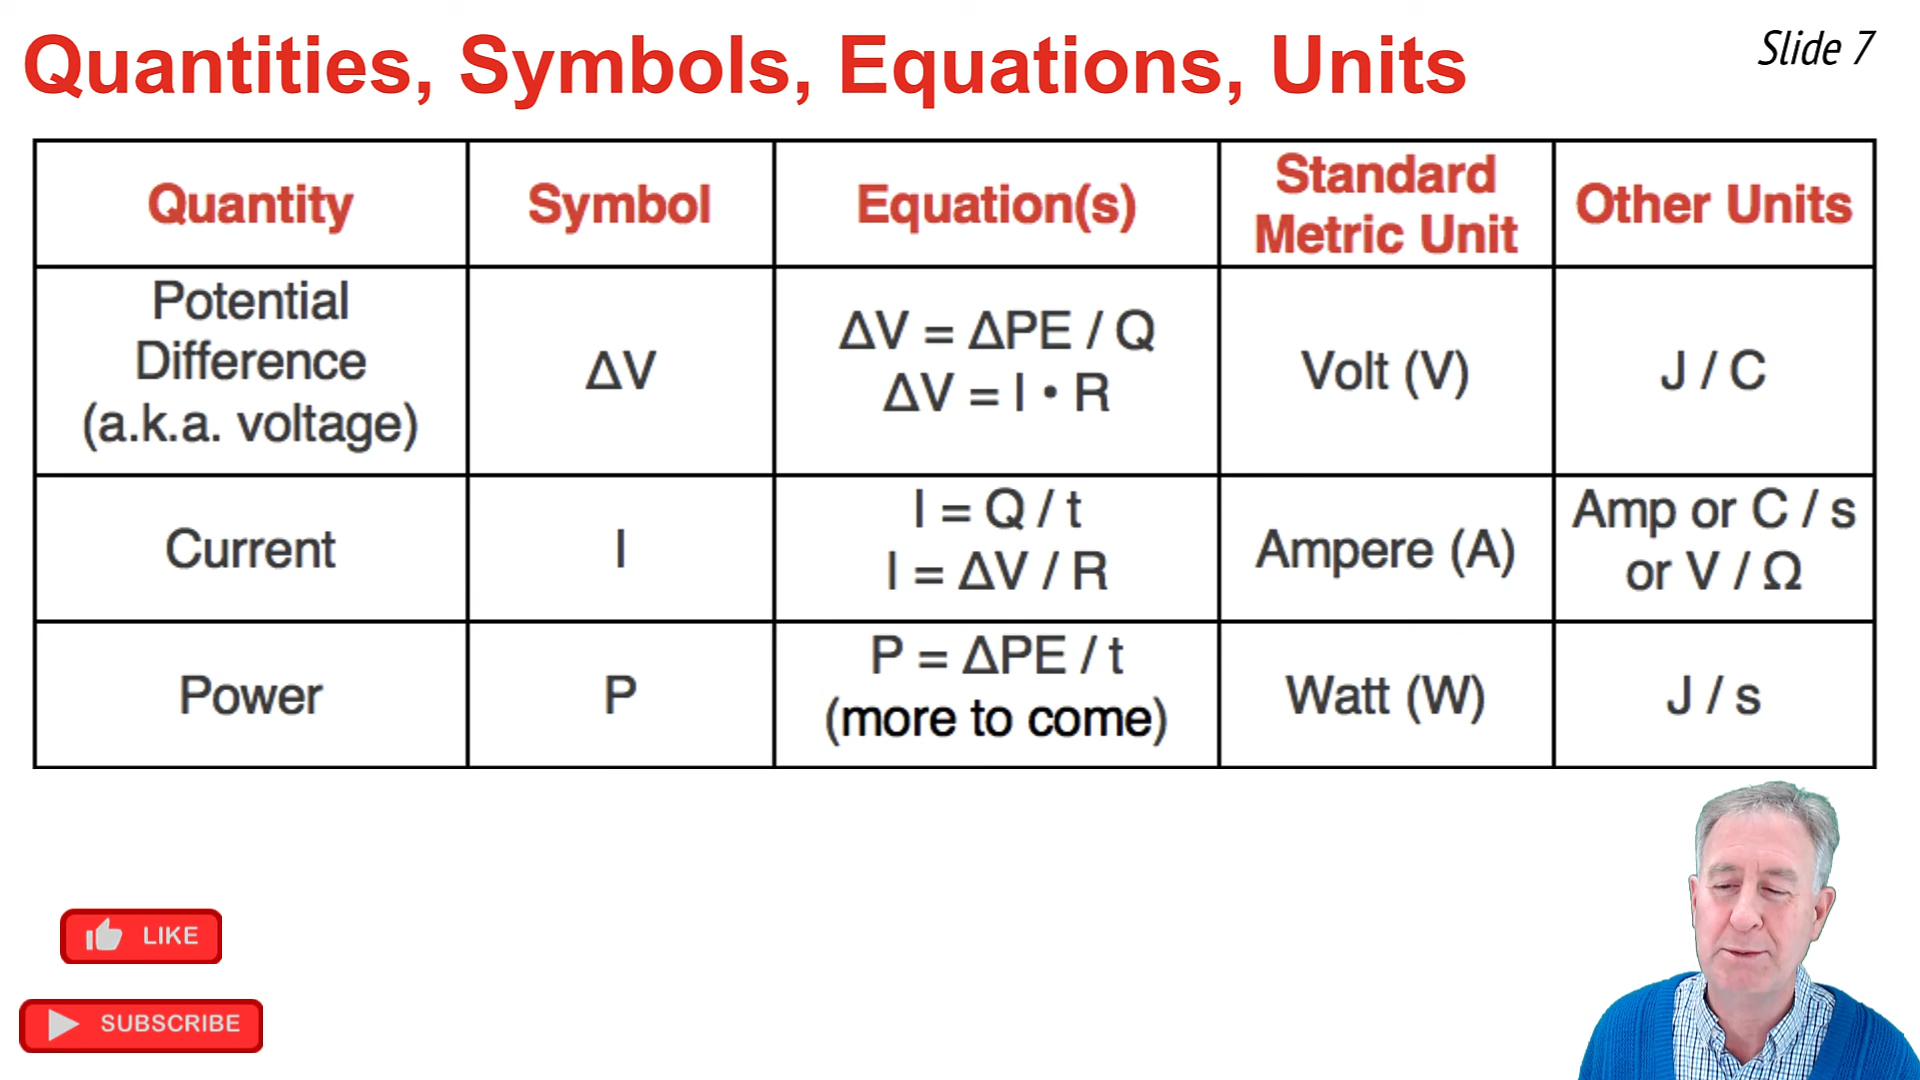 Quantities, Symbols, Equations, Units
Slide 7
Quantity
Symbol
Equation(s)
Standard
Metric Unit
Other Units
Potential
Difference
(a.k.a. voltage)
ΔV
ΔV = ΔPE / Q
ΔV = I • R
Volt (V)
J / C
Current
I
I = Q / t
I = ΔV / R
Ampere (A)
Amp or C / s
or V / Ω
Power
P
P = ΔPE / t
(more to come)
Watt (W)
J / s
LIKE
SUBSCRIBE